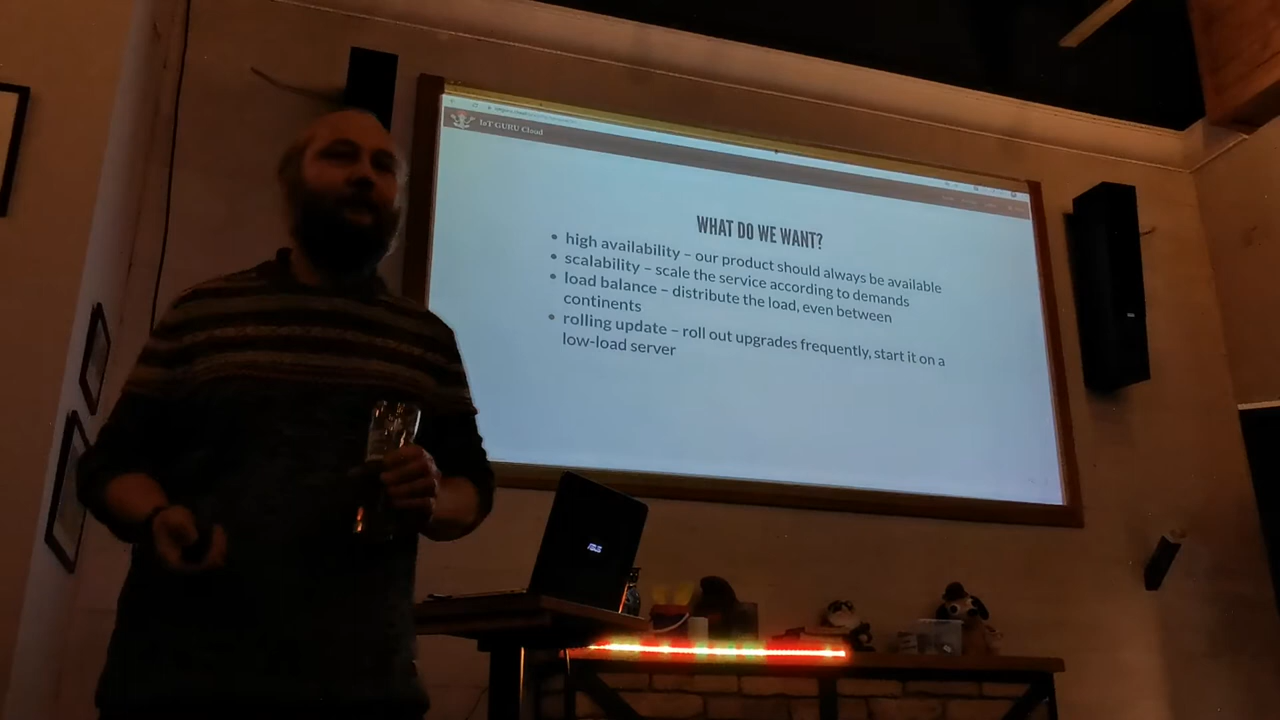 IoT GURU Cloud
WHAT DO WE WANT?
• high availability – our product should always be available
• scalability – scale the service according to demands
• load balance – distribute the load, even between
continents
• rolling update – roll out upgrades frequently, start it on a
low-load server
ASUS